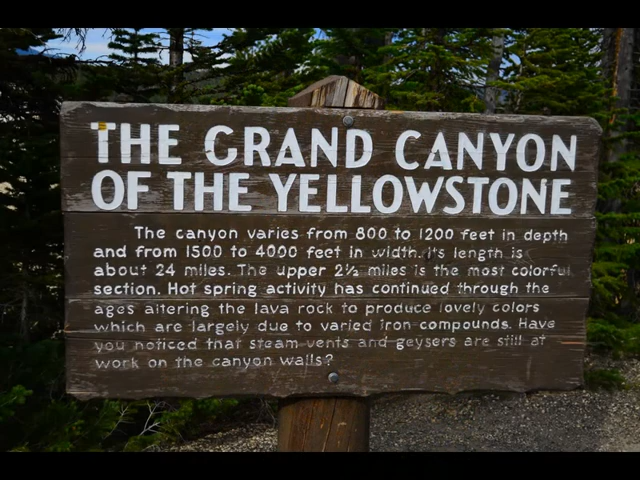 THE GRAND CANYON
OF THE YELLOWSTONE
The canyon varies from 800 to 1200 feet in depth
and from 1500 to 4000 feet in width. Its length is
about 24 miles. The upper 2½ miles is the most colorful
section. Hot spring activity has continued through the
ages altering the lava rock to produce lovely colors
which are largely due to varied iron compounds. Have
you noticed that steam vents and geysers are still at
work on the canyon walls?